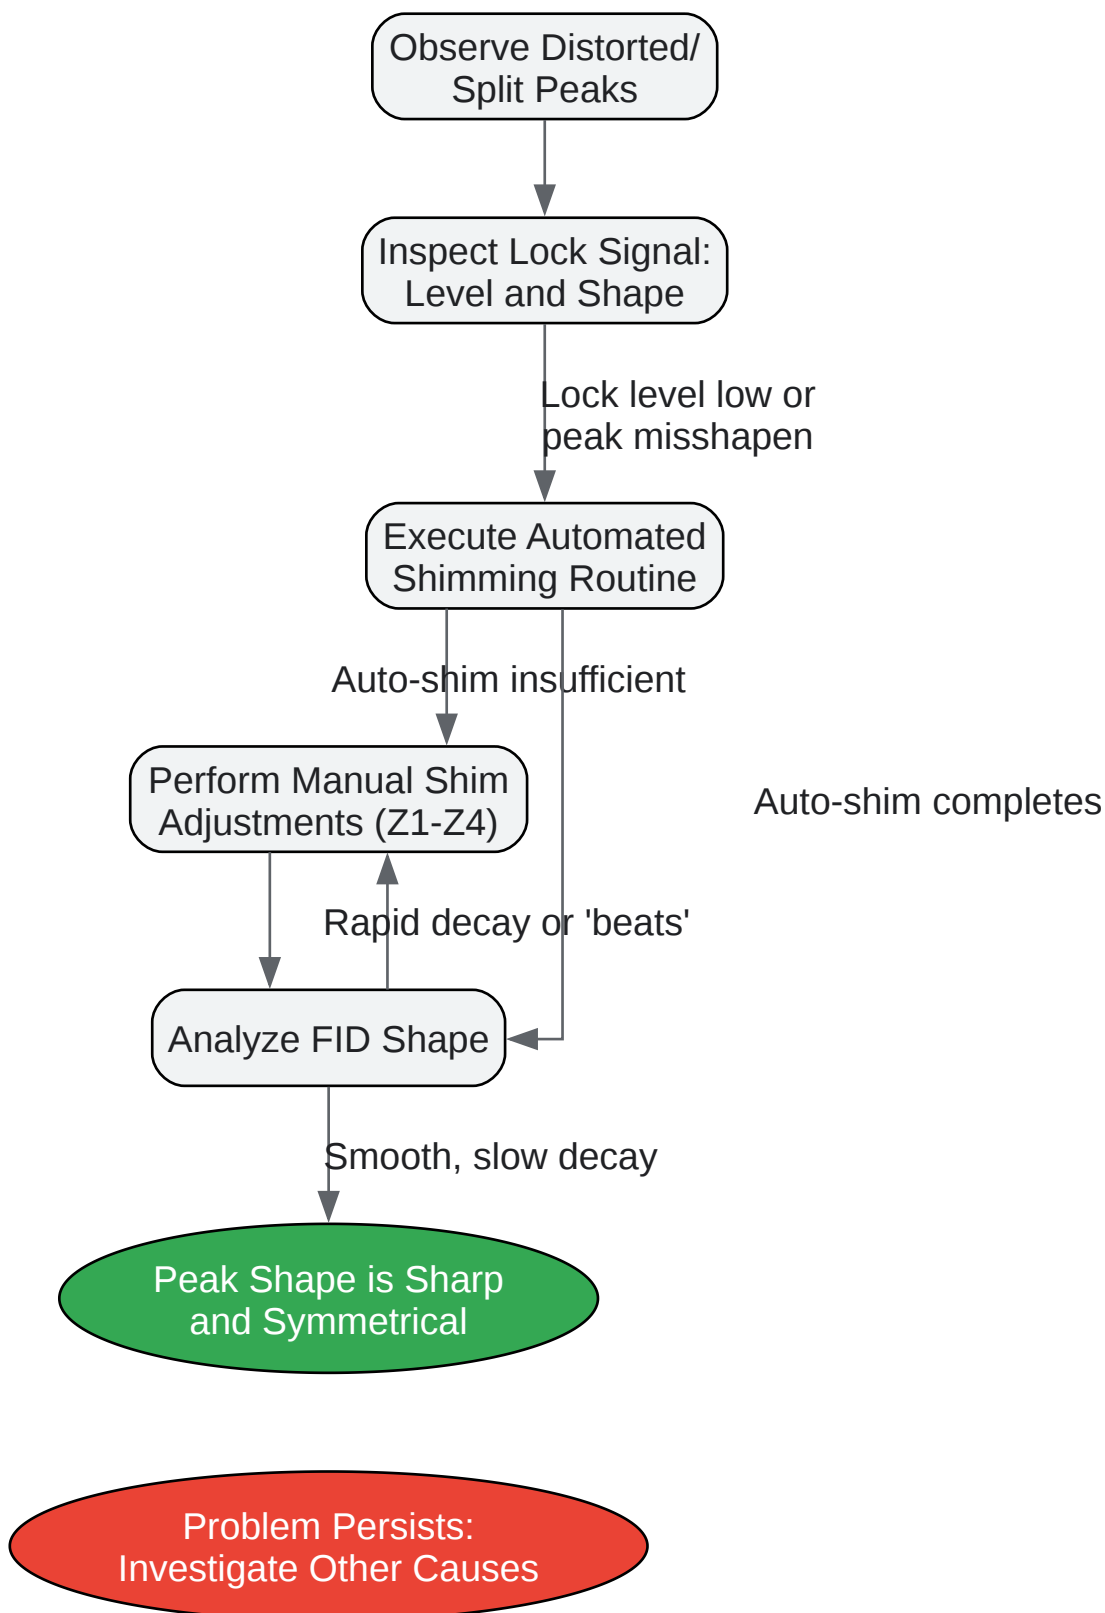 Observe Distorted/
Split Peaks
Inspect Lock Signal:
Level and Shape
Lock level low or
peak misshapen
Execute Automated
Shimming Routine
Auto-shim insufficient
Perform Manual Shim
Adjustments (Z1-Z4)
Auto-shim completes
Rapid decay or 'beats'
Analyze FID Shape
Smooth, slow decay
Peak Shape is Sharp
and Symmetrical
Problem Persists:
Investigate Other Causes